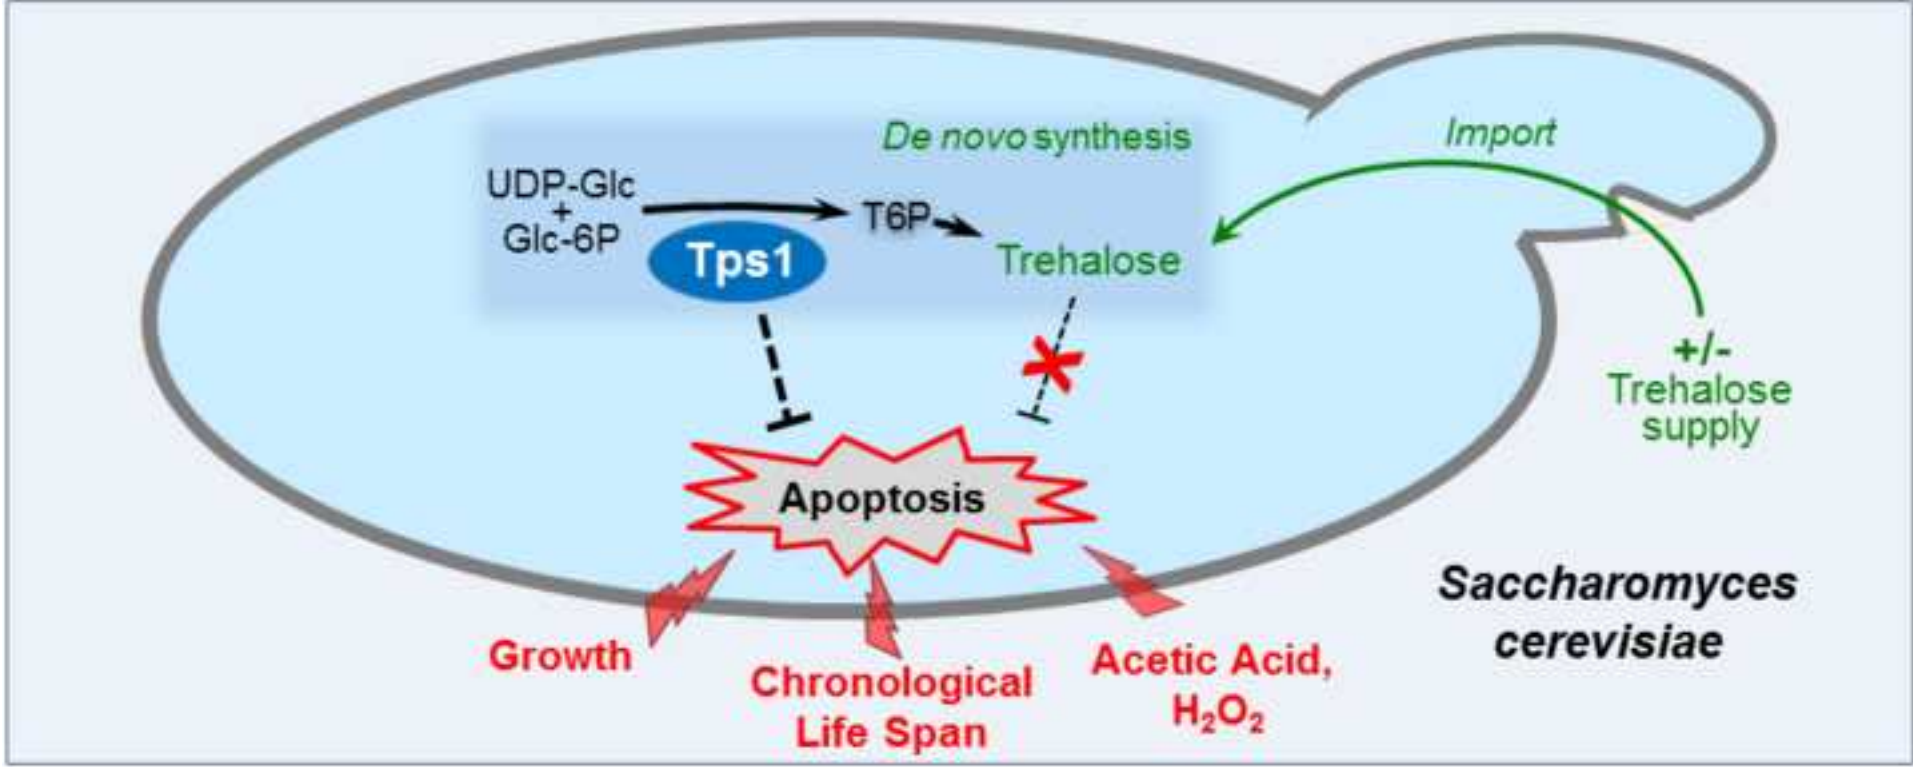 De novo synthesis
Import
UDP-Glc
+
Glc-6P
T6P
Tps1
Trehalose
+/-
Trehalose
supply
Apoptosis
Growth
Chronological
Life Span
Acetic Acid,
H₂O₂
Saccharomyces
cerevisiae